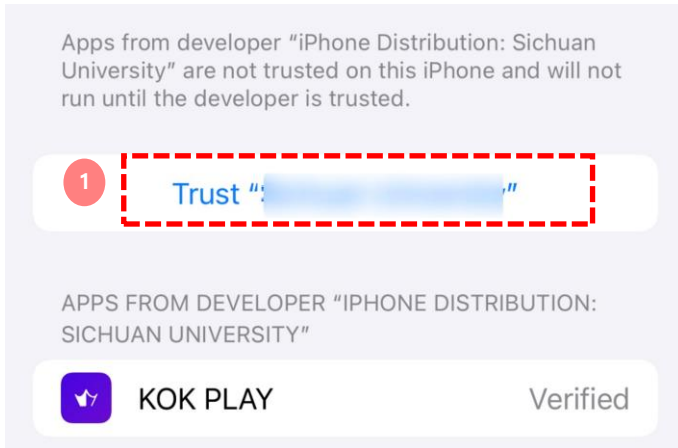 Apps from developer “iPhone Distribution: Sichuan
University” are not trusted on this iPhone and will not
run until the developer is trusted.
1
Trust “ ”
APPS FROM DEVELOPER “IPHONE DISTRIBUTION:
SICHUAN UNIVERSITY”
KOK PLAY Verified